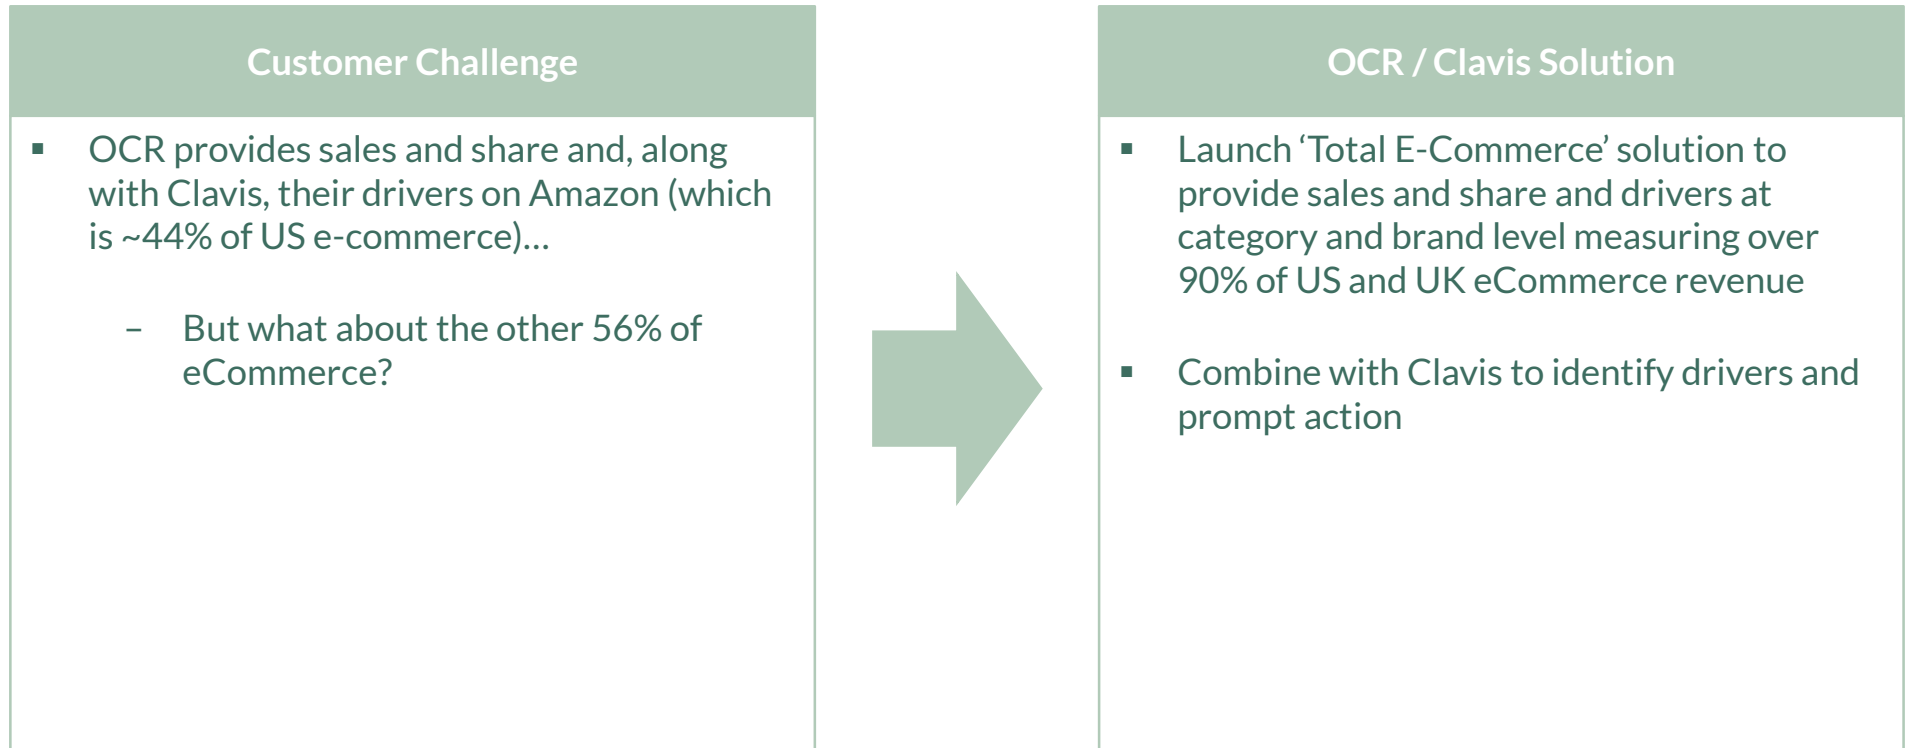 Customer Challenge
▪ OCR provides sales and share and, along
with Clavis, their drivers on Amazon (which
is ~44% of US e-commerce)…
– But what about the other 56% of
eCommerce?
OCR / Clavis Solution
▪ Launch ‘Total E-Commerce’ solution to
provide sales and share and drivers at
category and brand level measuring over
90% of US and UK eCommerce revenue
▪ Combine with Clavis to identify drivers and
prompt action